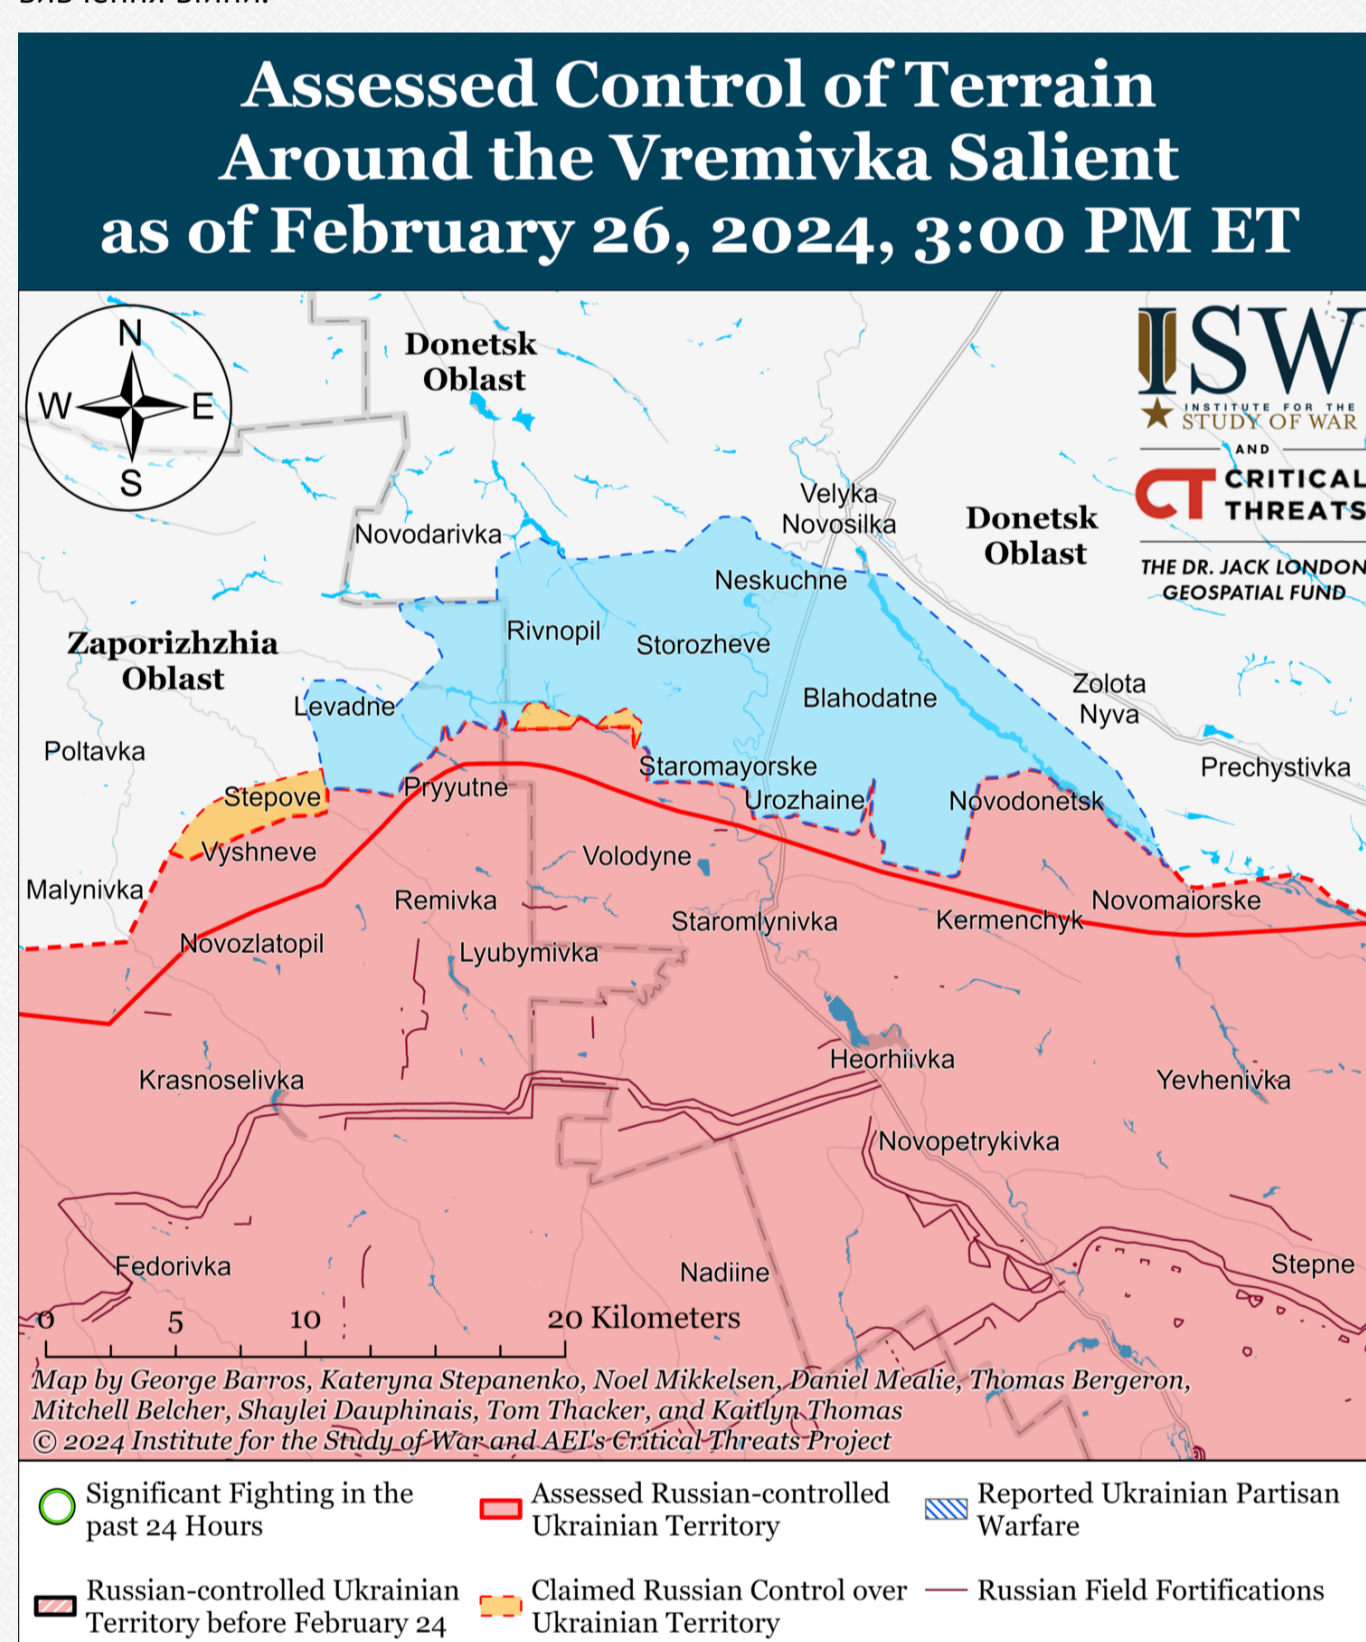 вивчення війни.
Assessed Control of Terrain
Around the Vremivka Salient
as of February 26, 2024, 3:00 PM ET
N
W
E
S
Donetsk
Oblast
ISW
INSTITUTE FOR THE
STUDY OF WAR
AND
CT CRITICAL
THREATS
THE DR. JACK LONDON
GEOSPATIAL FUND
Velyka
Novosilka
Donetsk
Oblast
Novodarivka
Neskuchne
Rivnopil
Storozheve
Zaporizhzhia
Oblast
Levadne
Blahodatne
Zolota
Nyva
Poltavka
Staromayorske
Prechystivka
Stepove
Pryyutne
Urozhaine
Novodonetsk
Vyshneve
Volodyne
Malynivka
Remivka
Novomaiorske
Staromlynivka
Kermenchyk
Novozlatopil
Lyubymivka
Heorhiivka
Krasnoselivka
Yevhenivka
Novopetrykivka
Fedorivka
Nadiine
Stepne
0 5 10 20 Kilometers
Map by George Barros, Kateryna Stepanenko, Noel Mikkelsen, Daniel Mealie, Thomas Bergeron,
Mitchell Belcher, Shaylei Dauphinais, Tom Thacker, and Kaitlyn Thomas
© 2024 Institute for the Study of War and AEI's Critical Threats Project
Significant Fighting in the
past 24 Hours
Assessed Russian-controlled
Ukrainian Territory
Reported Ukrainian Partisan
Warfare
Russian-controlled Ukrainian
Territory before February 24
Claimed Russian Control over
Ukrainian Territory
Russian Field Fortifications